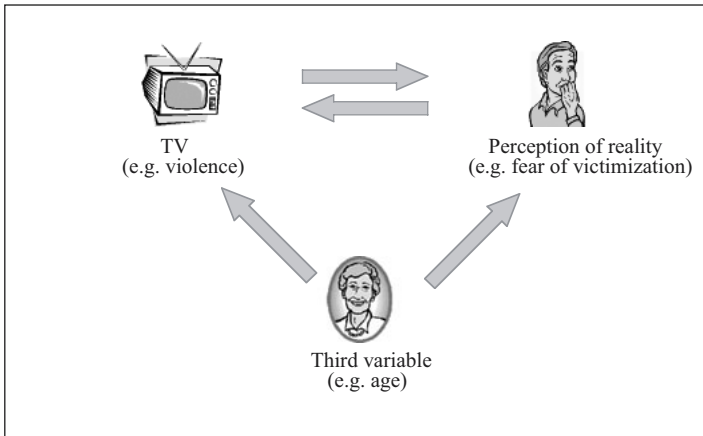 TV
(e.g. violence)
Perception of reality
(e.g. fear of victimization)
Third variable
(e.g. age)